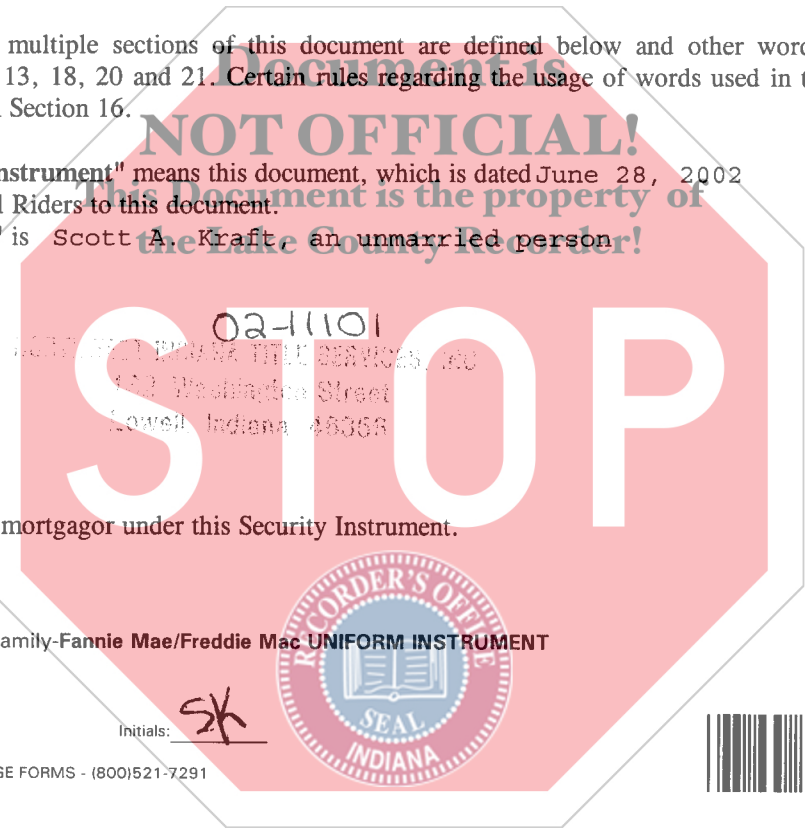 multiple sections of this document are defined below and other word
Document is
13, 18, 20 and 21. Certain rules regarding the usage of words used in t
Section 16.
NOT OFFICIAL!
nstrument" means this document, which is dated June 28, 2002
This Document is the property of
Riders to this document.
is Scott A. Kraft, an unmarried person
the Lake County Recorder!
02-11101
TITLE SERVICES,
Washington Street
Lowell, Indiana
STOP
mortgagor under this Security Instrument.
RECORDER'S OFFICE
amily-Fannie Mae/Freddie Mac UNIFORM INSTRUMENT
SEAL
Initials: SK
INDIANA
GE FORMS - (800)521-7291